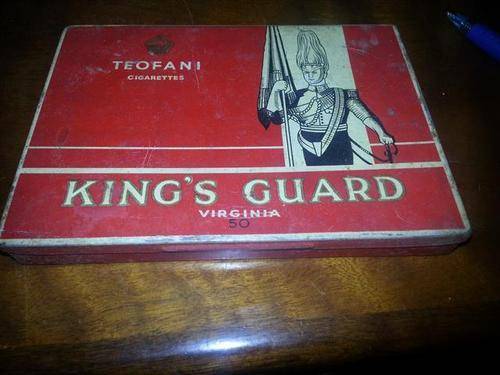 TEOFANI
CIGARETTES
KING'S GUARD
VIRGINIA
50